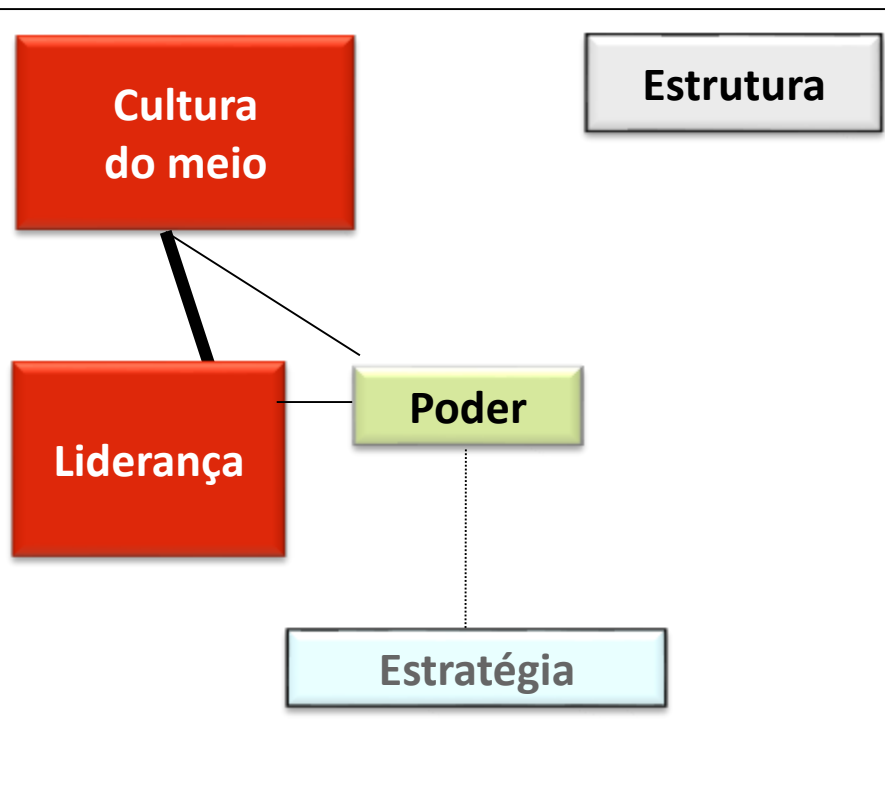 Cultura
do meio
Estrutura
Liderança
Poder
Estratégia